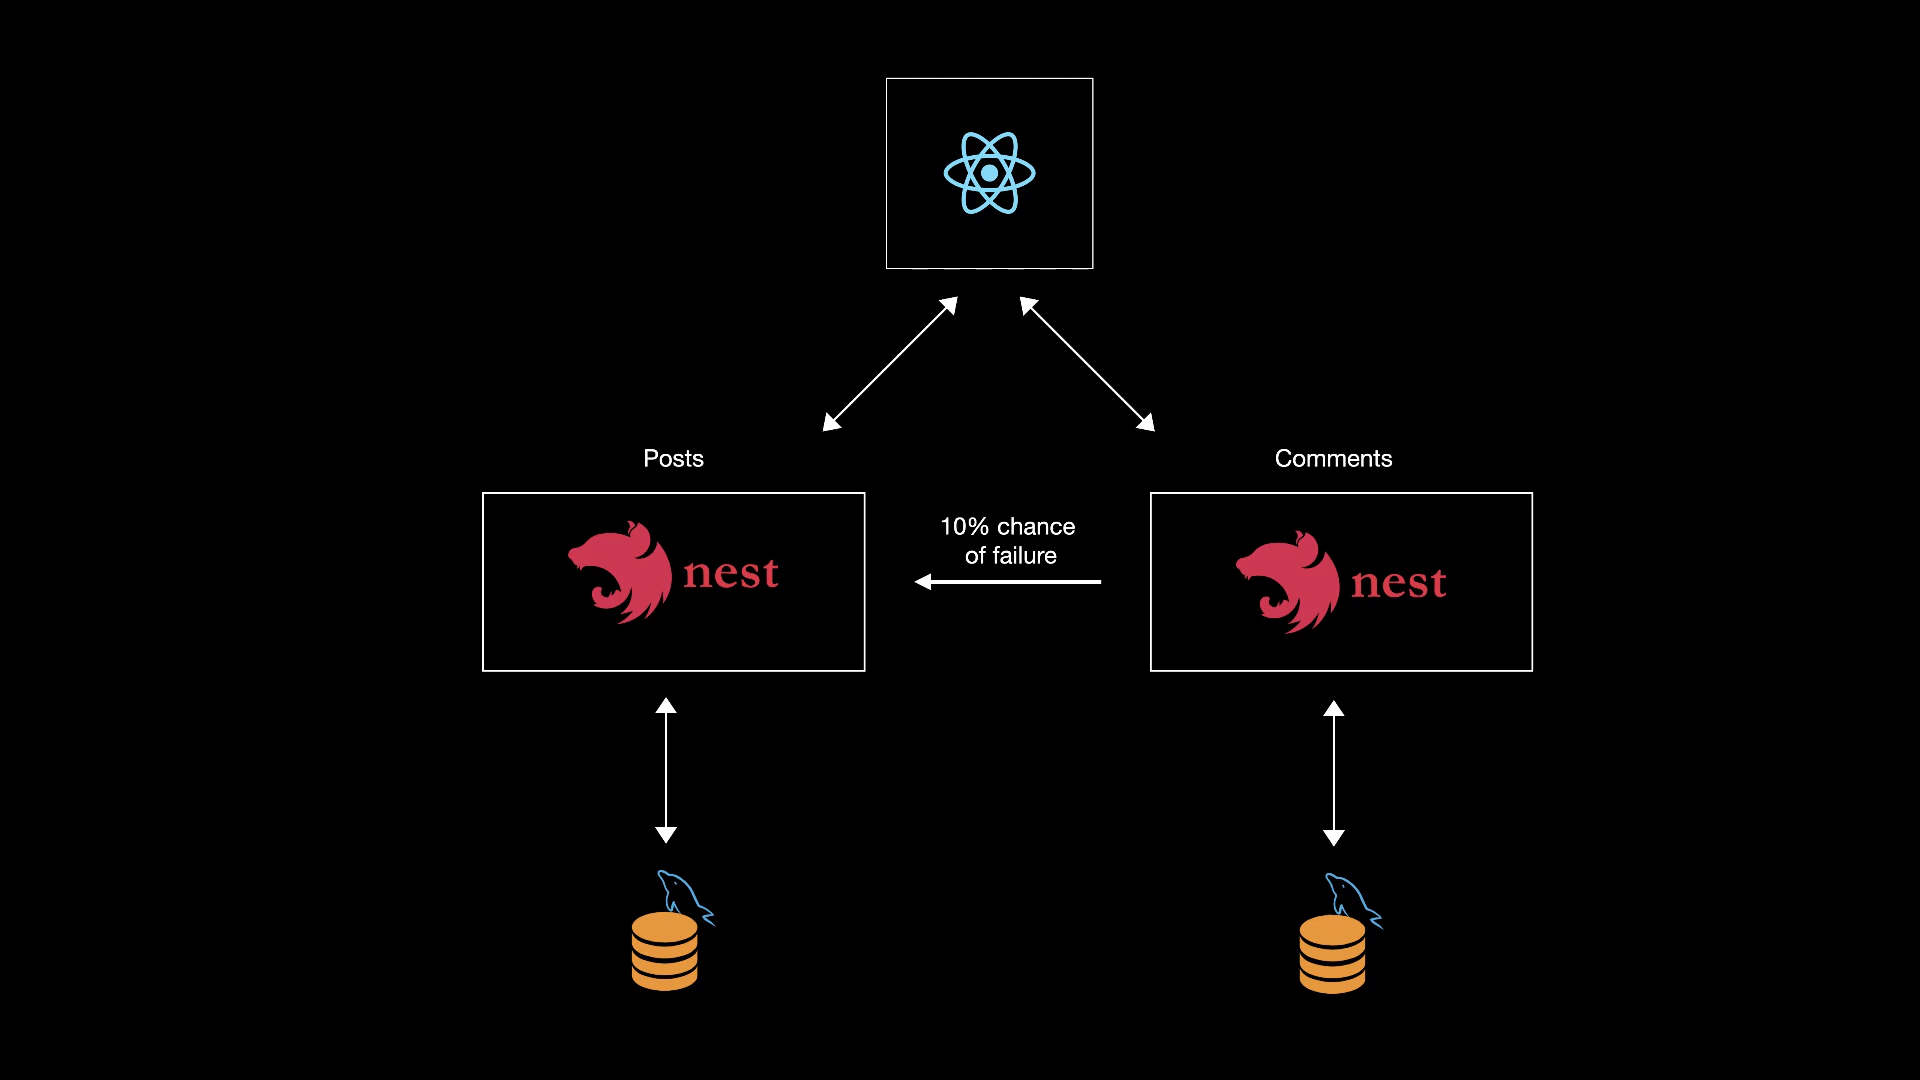 Posts
Comments
10% chance
of failure
nest
nest